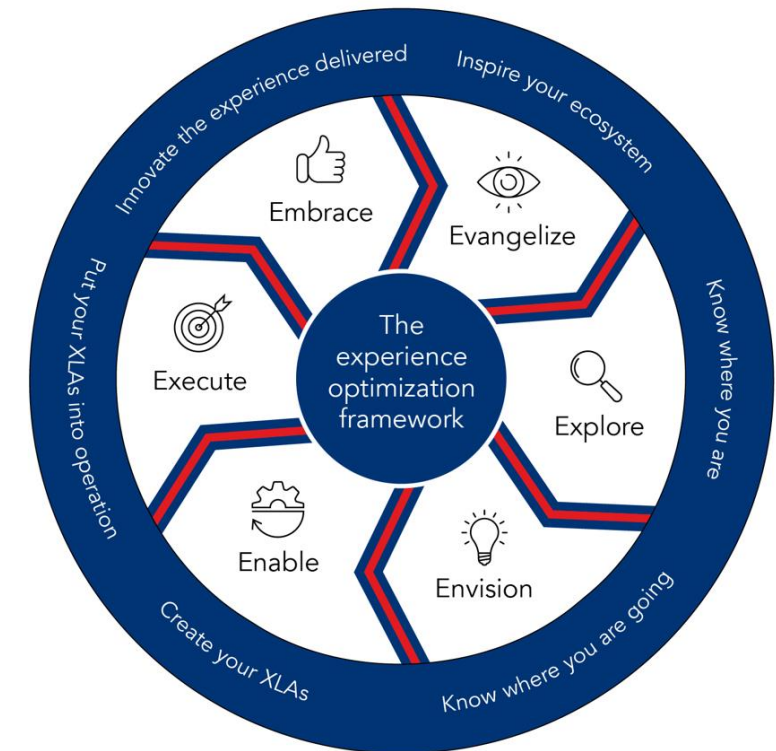 The
experience
optimization
framework
Evangelize
Inspire your ecosystem
Explore
Know where you are
Envision
Know where you are going
Enable
Create your XLAs
Execute
Put your XLAs into operation
Embrace
Innovate the experience delivered